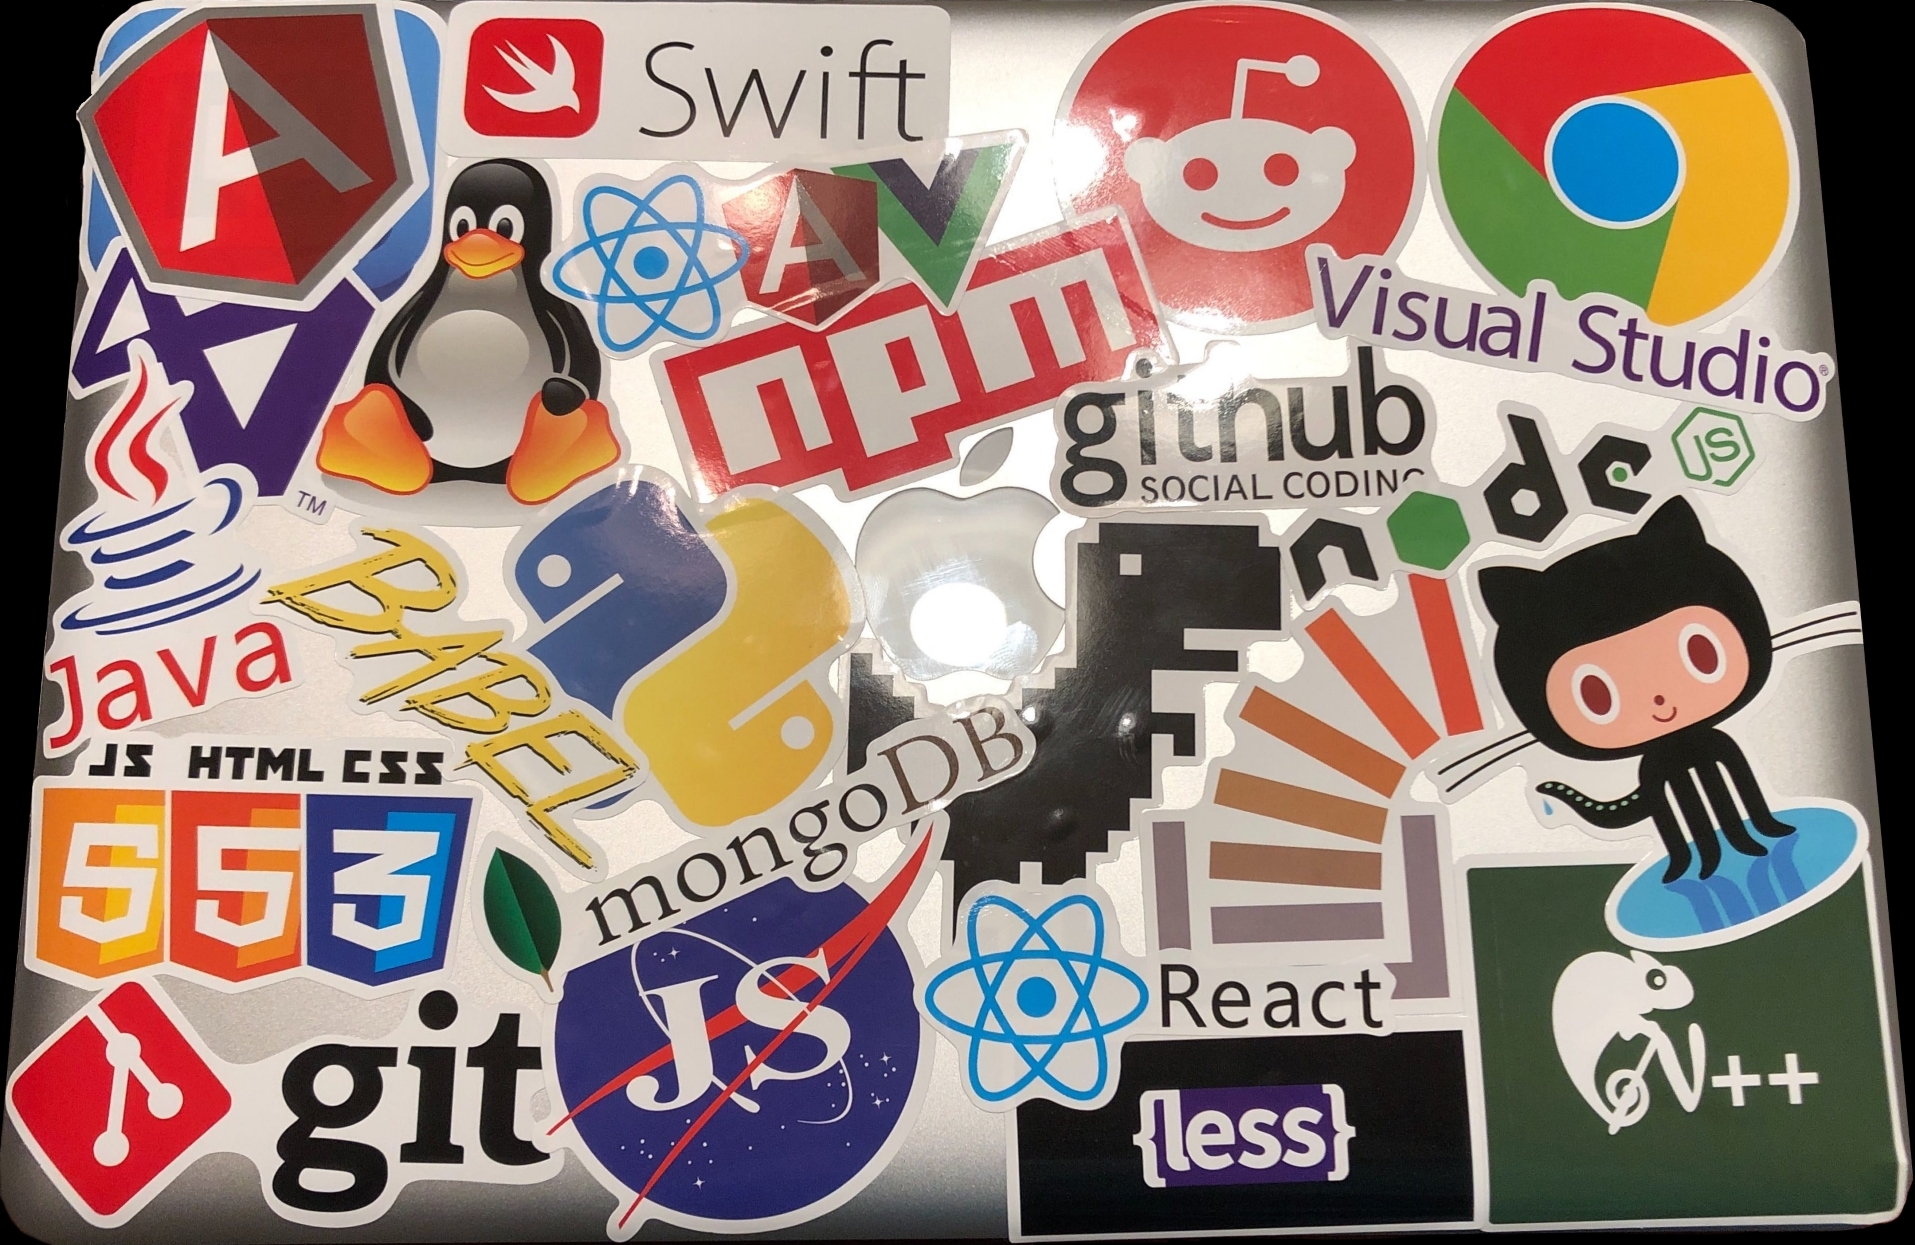 A
Swift
A
V
npm
Visual Studio®
github
SOCIAL CODING
node
JS
TM
Java
BABEL
mongoDB
JS HTML CSS
5 5 3
JS
React
git
{less}
N++